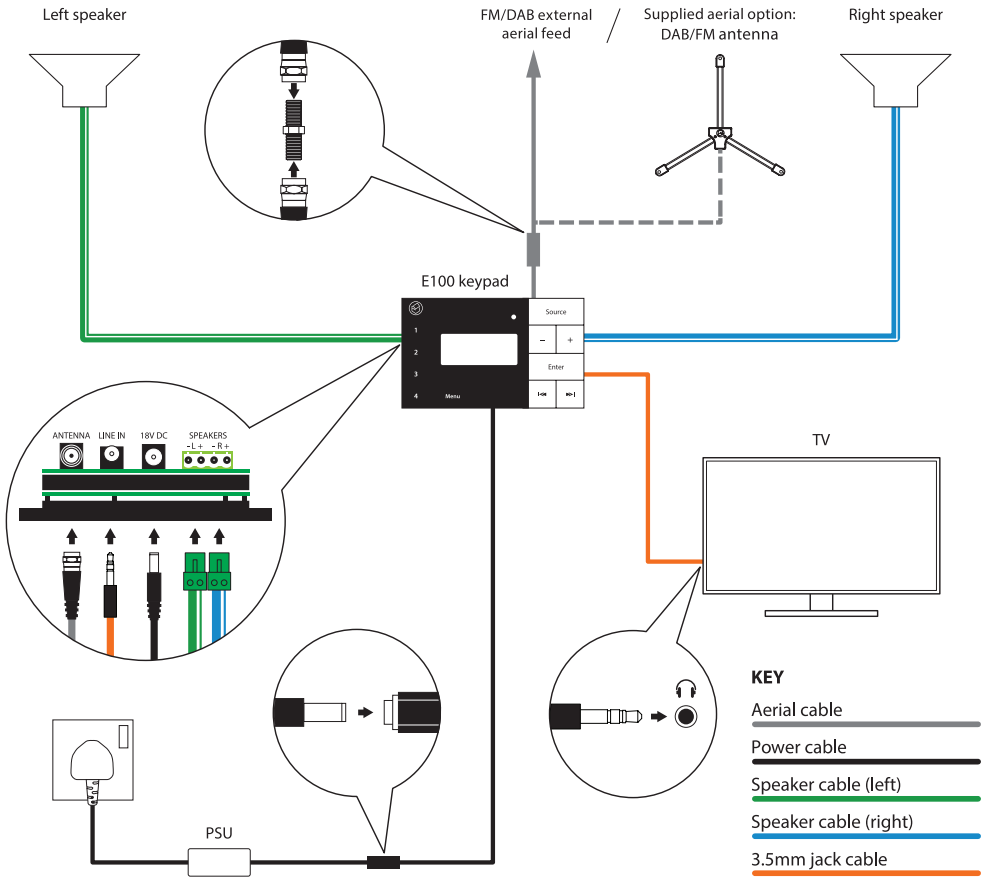 Left speaker
FM/DAB external
aerial feed
/
Supplied aerial option:
DAB/FM antenna
Right speaker
E100 keypad
1
2
3
4
Menu
Source
− +
Enter
ANTENNA LINE IN 18V DC SPEAKERS
- L + - R +
TV
PSU
KEY
Aerial cable
Power cable
Speaker cable (left)
Speaker cable (right)
3.5mm jack cable